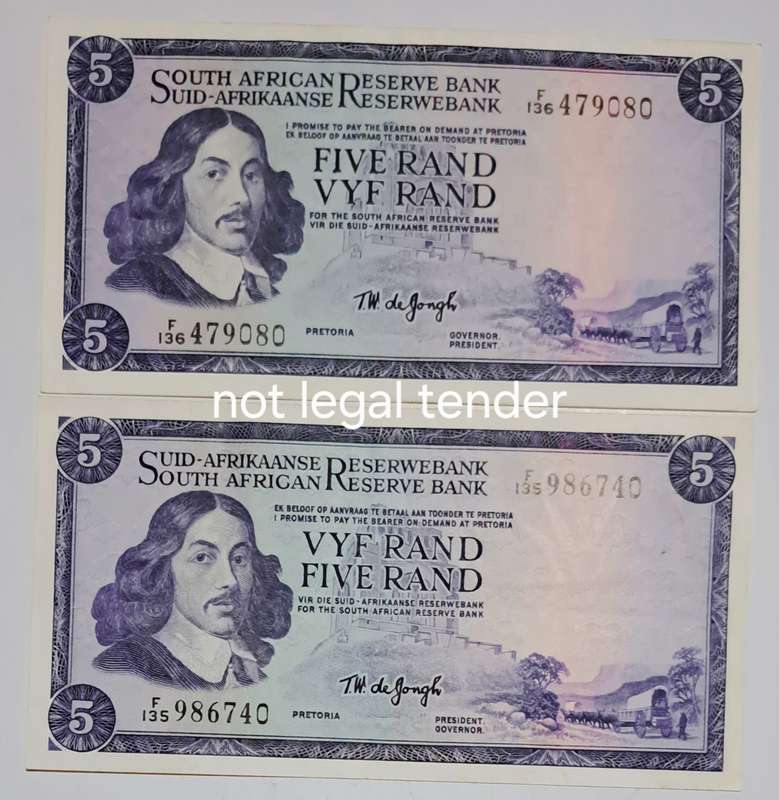 5
5
SOUTH AFRICAN RESERVE BANK
SUID-AFRIKAANSE RESERWEBANK
F/136 479080
I PROMISE TO PAY THE BEARER ON DEMAND AT PRETORIA
EK BELOOF OP AANVRAAG TE BETAAL AAN TOONDER TE PRETORIA
FIVE RAND
VYF RAND
FOR THE SOUTH AFRICAN RESERVE BANK
VIR DIE SUID-AFRIKAANSE RESERWEBANK
T.W. de Jongh
5
F/136 479080
PRETORIA
GOVERNOR.
PRESIDENT.
not legal tender
5
5
SUID-AFRIKAANSE RESERWEBANK
SOUTH AFRICAN RESERVE BANK
F/135 986740
EK BELOOF OP AANVRAAG TE BETAAL AAN TOONDER TE PRETORIA
I PROMISE TO PAY THE BEARER ON DEMAND AT PRETORIA
VYF RAND
FIVE RAND
VIR DIE SUID-AFRIKAANSE RESERWEBANK
FOR THE SOUTH AFRICAN RESERVE BANK
T.W. de Jongh
5
F/135 986740
PRETORIA
PRESIDENT.
GOVERNOR.